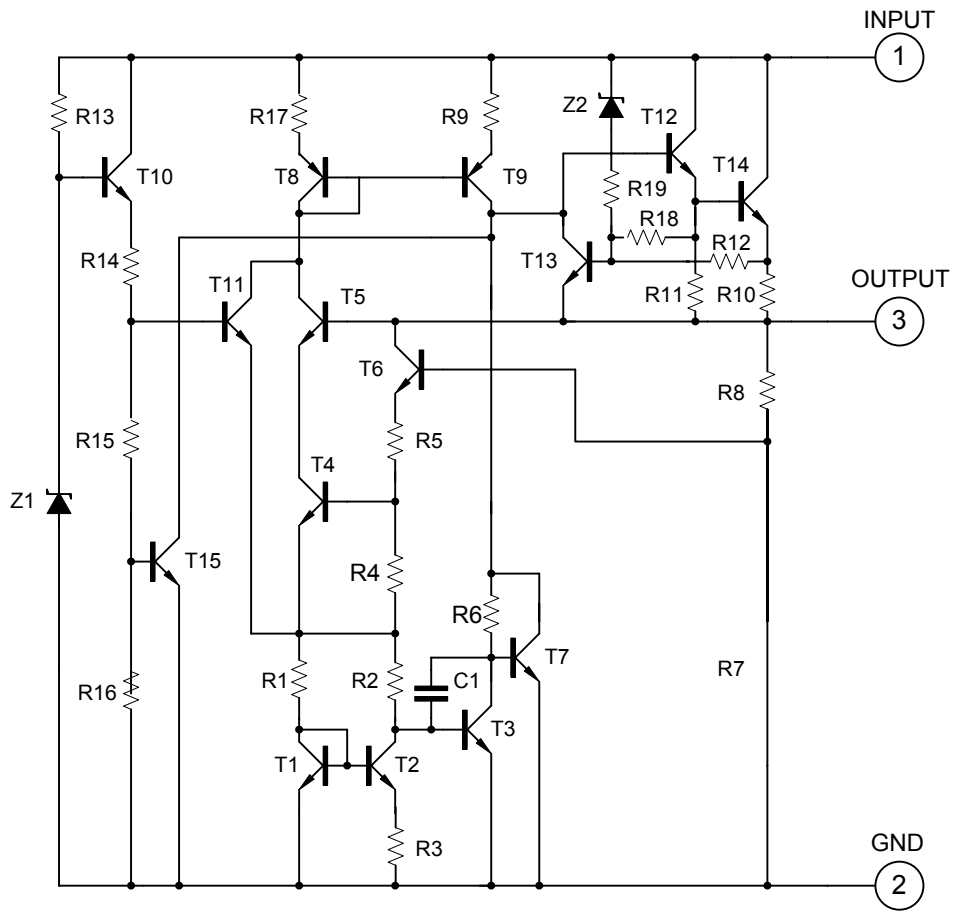 INPUT
1
R13
R17
R9
Z2
T12
T10
T8
T9
T14
R19
R18
R14
T11
T13
R12
T5
R11
R10
OUTPUT
3
T6
R8
R15
R5
T4
Z1
T15
R4
R6
R16
R1
R2
C1
T7
R7
T3
T1
T2
R3
GND
2